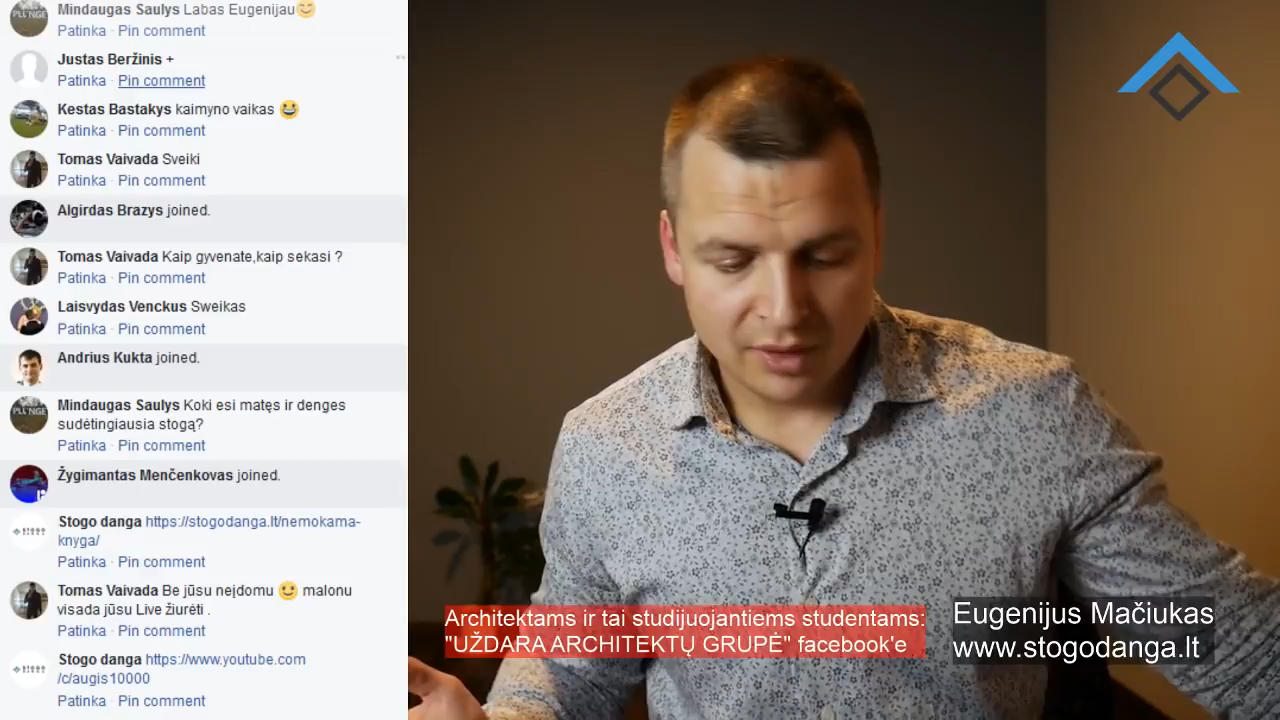 Mindaugas Saulys Labas Eugenijau😊
Patinka · Pin comment
Justas Beržinis +
Patinka · Pin comment
Kestas Bastakys kaimyno vaikas 😄
Patinka · Pin comment
Tomas Vaivada Sveiki
Patinka · Pin comment
Algirdas Brazys joined.
Tomas Vaivada Kaip gyvenate,kaip sekasi ?
Patinka · Pin comment
Laisvydas Venckus Sweikas
Patinka · Pin comment
Andrius Kukta joined.
Mindaugas Saulys Koki esi matęs ir denges
sudėtingiausia stogą?
Patinka · Pin comment
Žygimantas Menčenkovas joined.
Stogo danga https://stogodanga.lt/nemokama-
knyga/
Patinka · Pin comment
Tomas Vaivada Be jūsu neįdomu 😉 malonu
visada jūsu Live žiurėti .
Patinka · Pin comment
Stogo danga https://www.youtube.com
/c/augis10000
Patinka · Pin comment
Architektams ir tai studijuojantiems studentams:
"UŽDARA ARCHITEKTŲ GRUPĖ" facebook'e
Eugenijus Mačiukas
www.stogodanga.lt